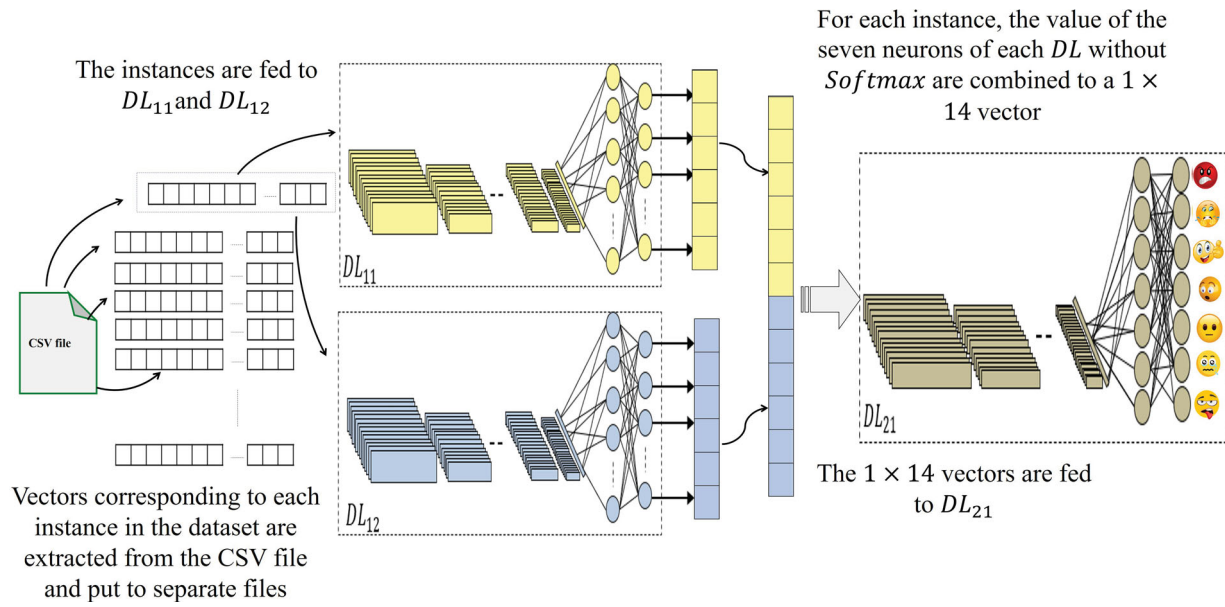 The instances are fed to
DL₁₁and DL₁₂
For each instance, the value of the
seven neurons of each DL without
Softmax are combined to a 1 ×
14 vector
CSV file
DL₁₁
DL₁₂
DL₂₁
Vectors corresponding to each
instance in the dataset are
extracted from the CSV file
and put to separate files
The 1 × 14 vectors are fed
to DL₂₁